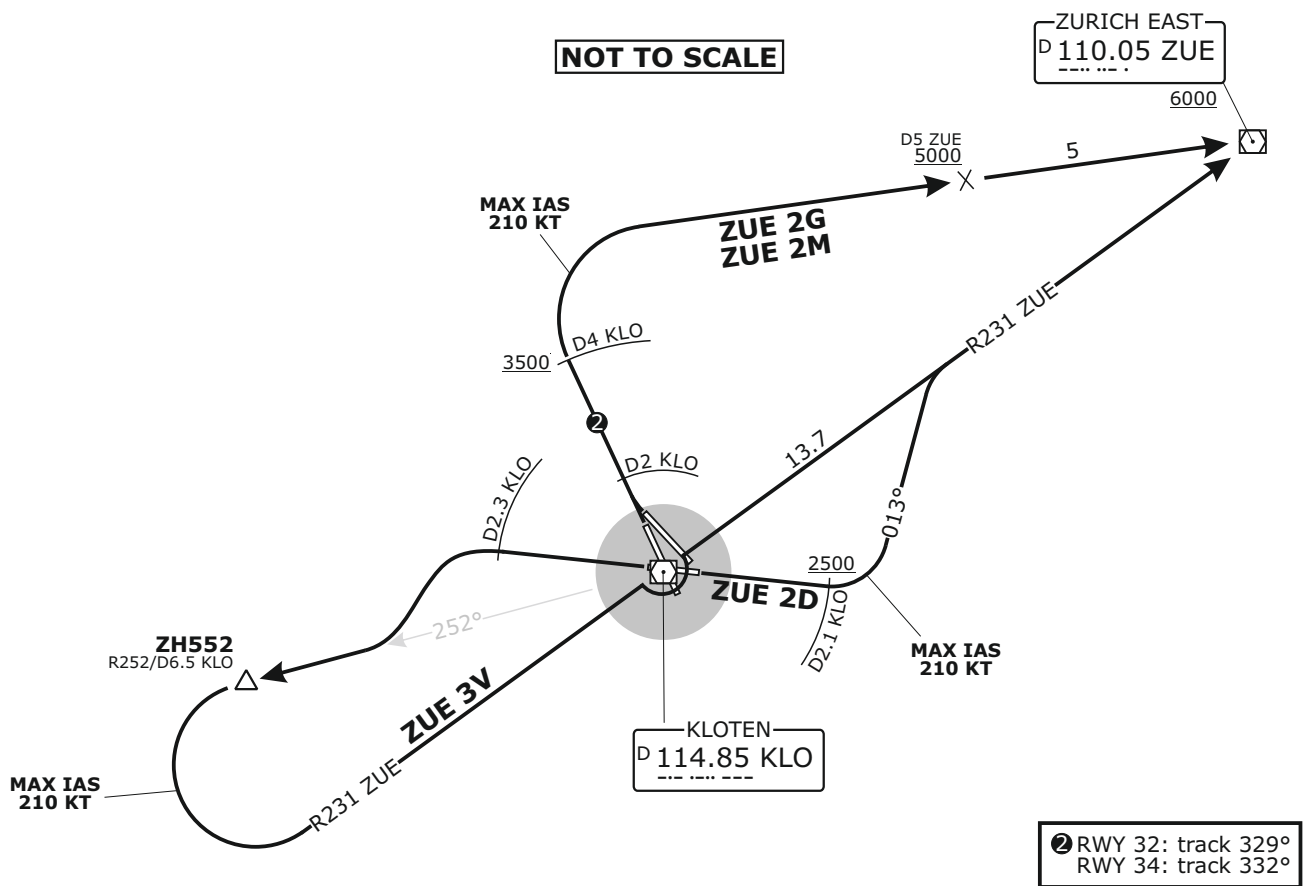 ZURICH EAST
D 110.05 ZUE
6000
NOT TO SCALE
D5 ZUE
5000
5
MAX IAS
210 KT
ZUE 2G
ZUE 2M
R231 ZUE
D4 KLO
3500
2
13.7
D2 KLO
D2.3 KLO
013°
2500
ZUE 2D
D2.1 KLO
MAX IAS
210 KT
252°
ZH552
R252/D6.5 KLO
ZUE 3V
KLOTEN
D 114.85 KLO
MAX IAS
210 KT
R231 ZUE
2 RWY 32: track 329°
RWY 34: track 332°